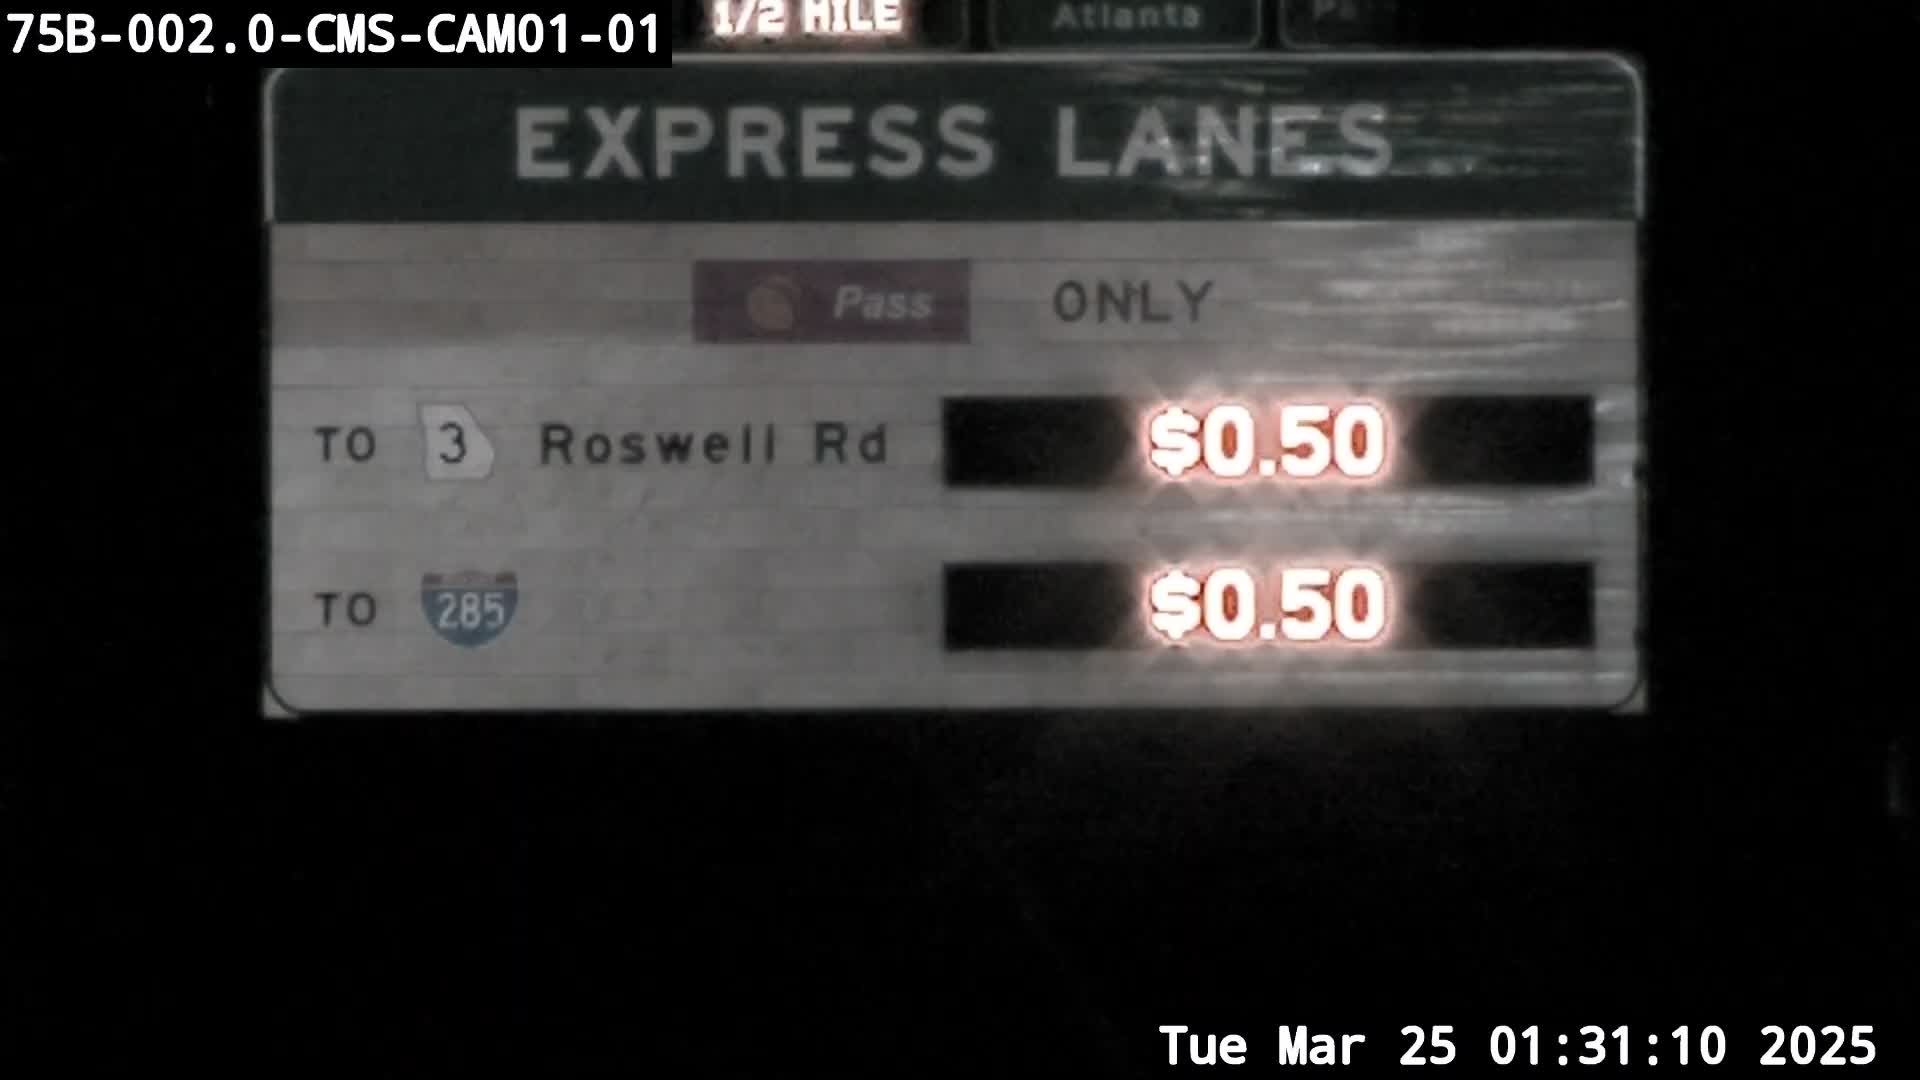 75B-002.0-CMS-CAM01-01
1/2 MILE
Atlanta
EXPRESS LANES
Pass ONLY
TO 3 Roswell Rd $0.50
TO 285 $0.50
Tue Mar 25 01:31:10 2025